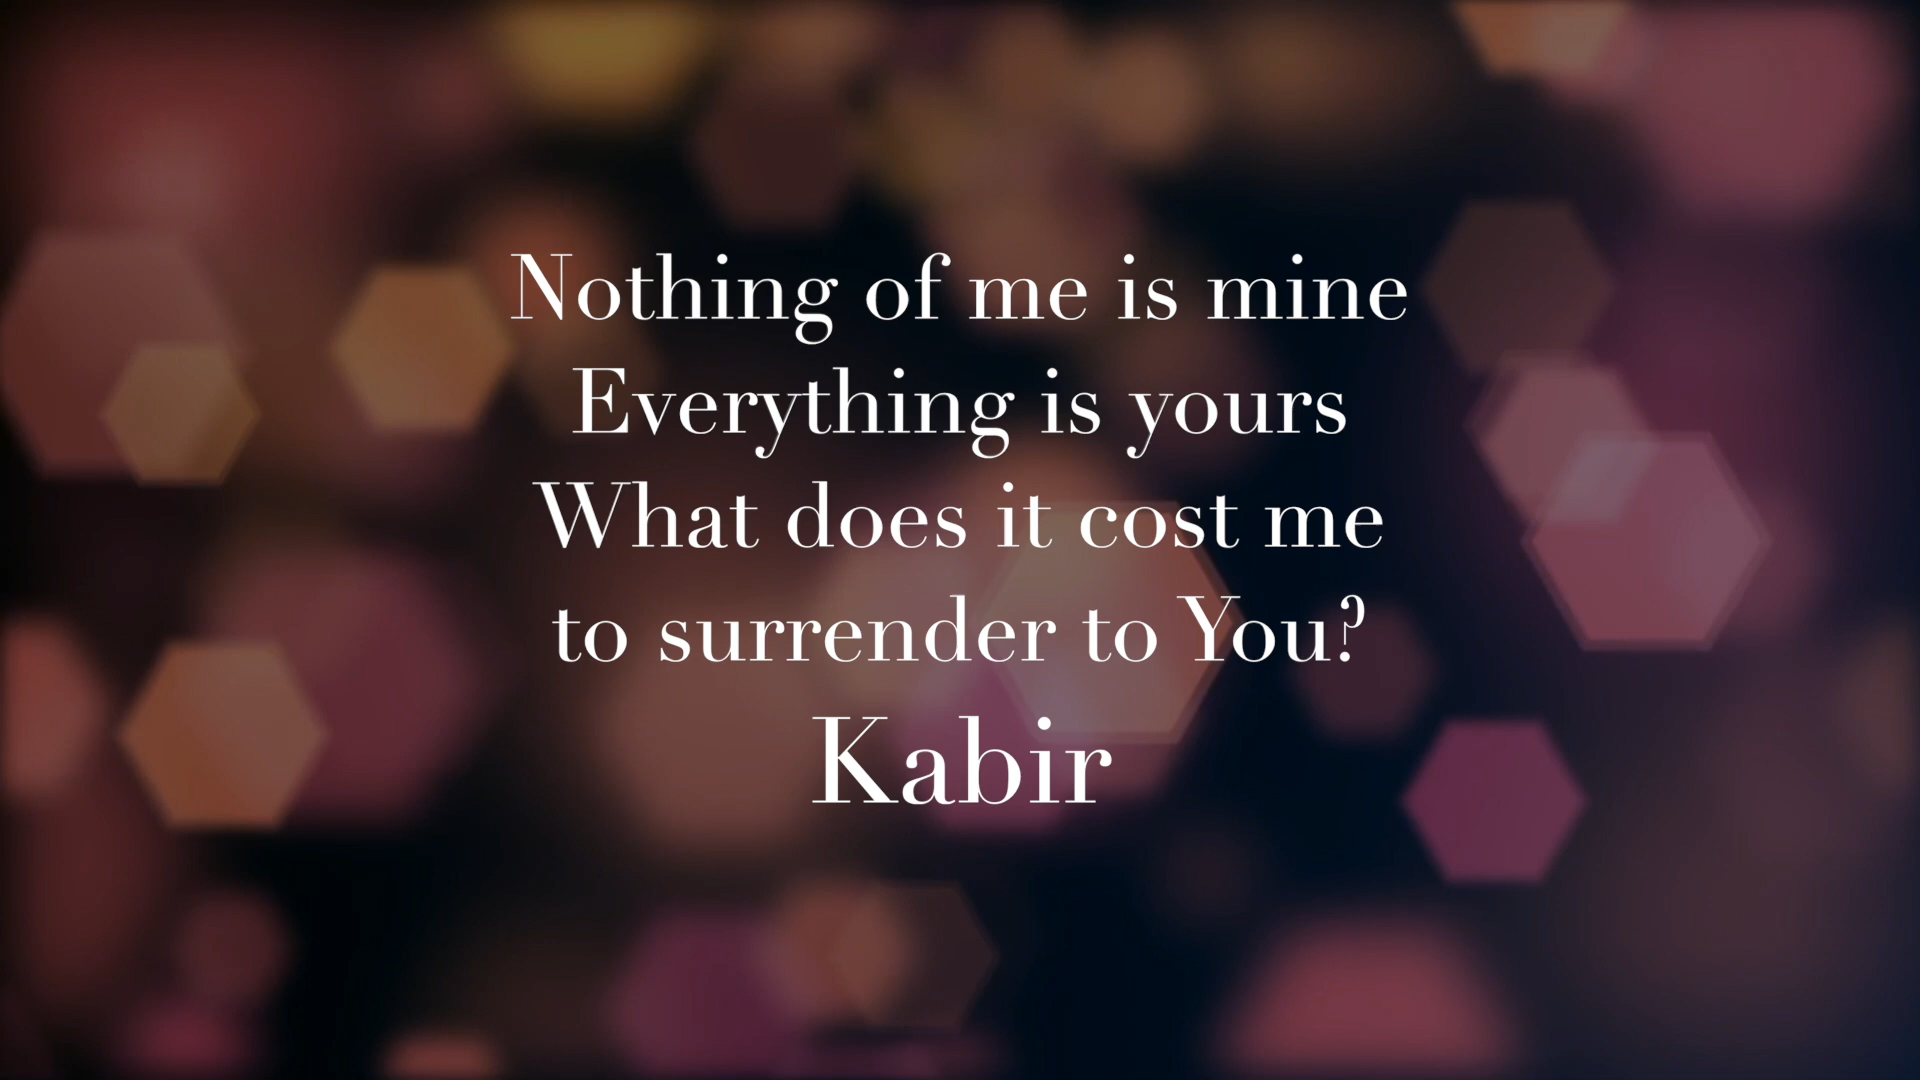 Nothing of me is mine
Everything is yours
What does it cost me
to surrender to You?
Kabir